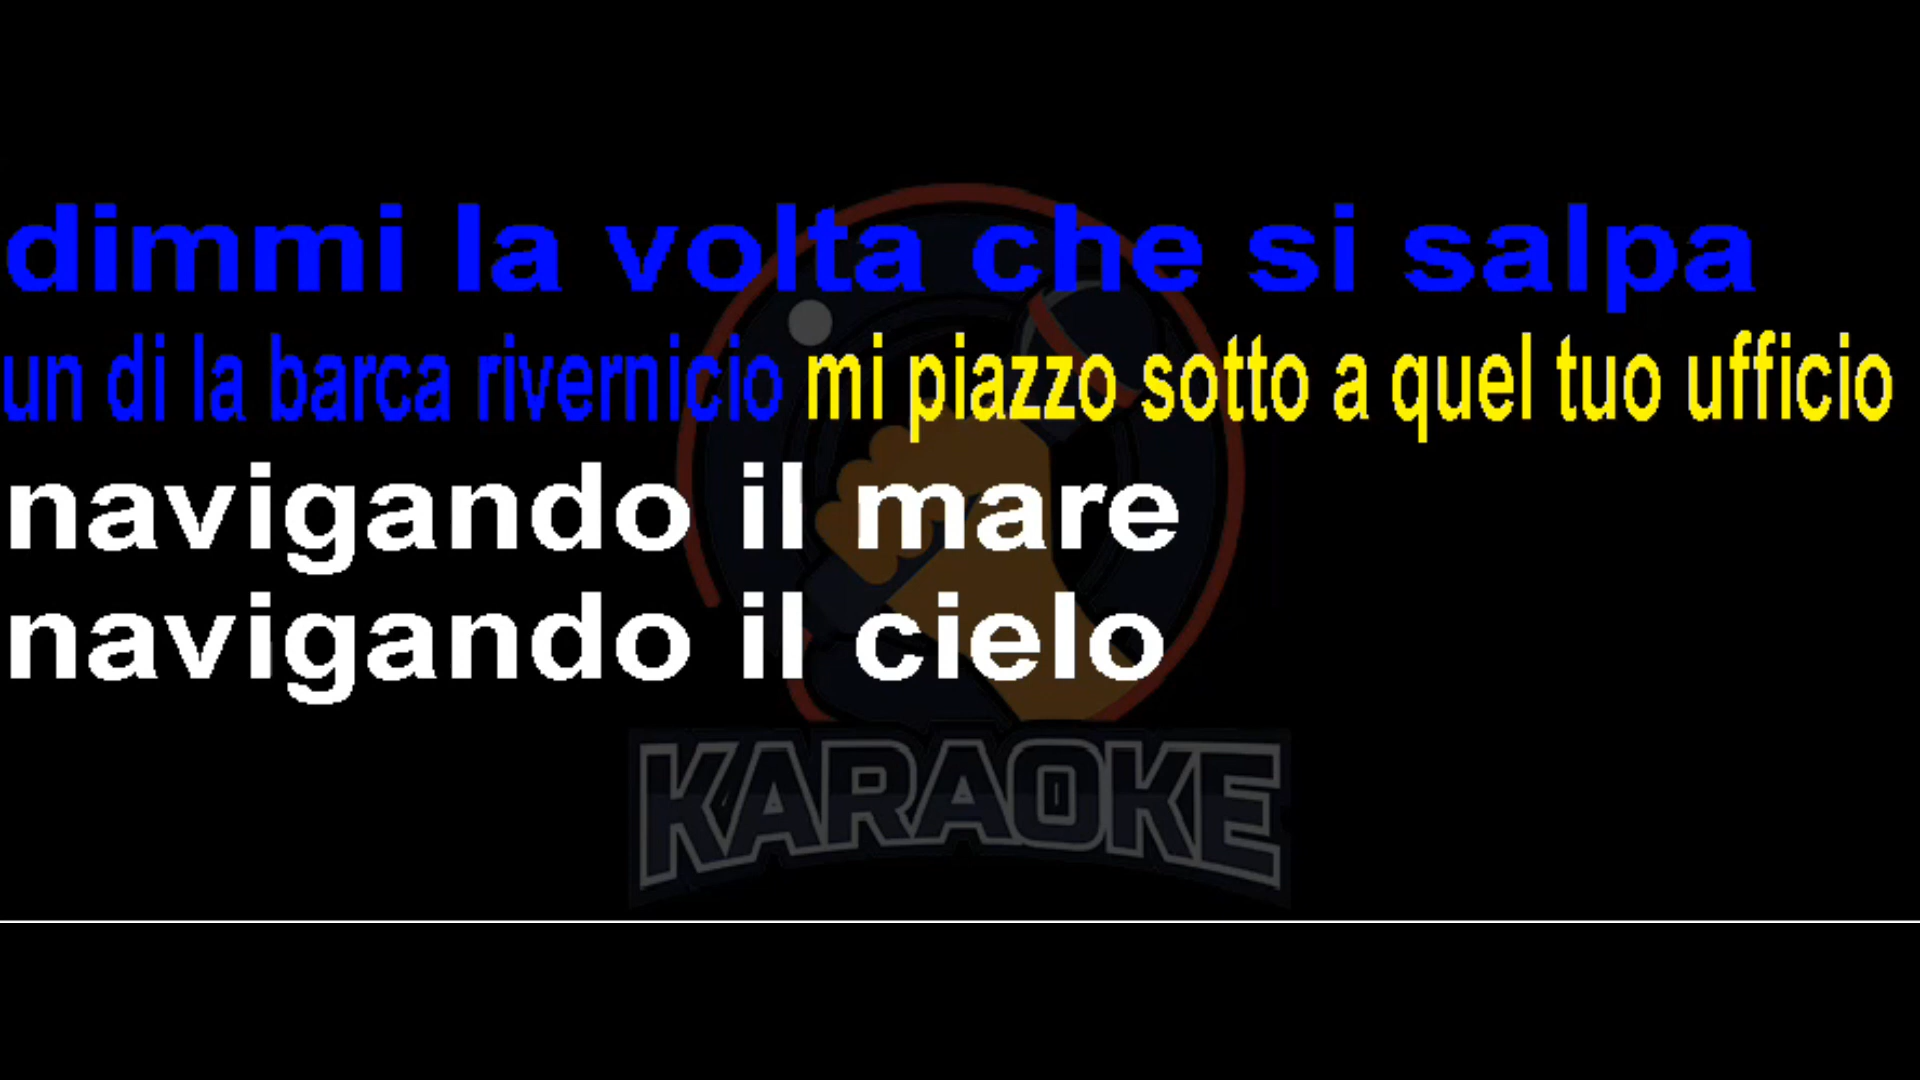 dimmi la volta che si salpa
un di la barca rivernicio mi piazzo sotto a quel tuo ufficio
navigando il mare
navigando il cielo
KARAOKE